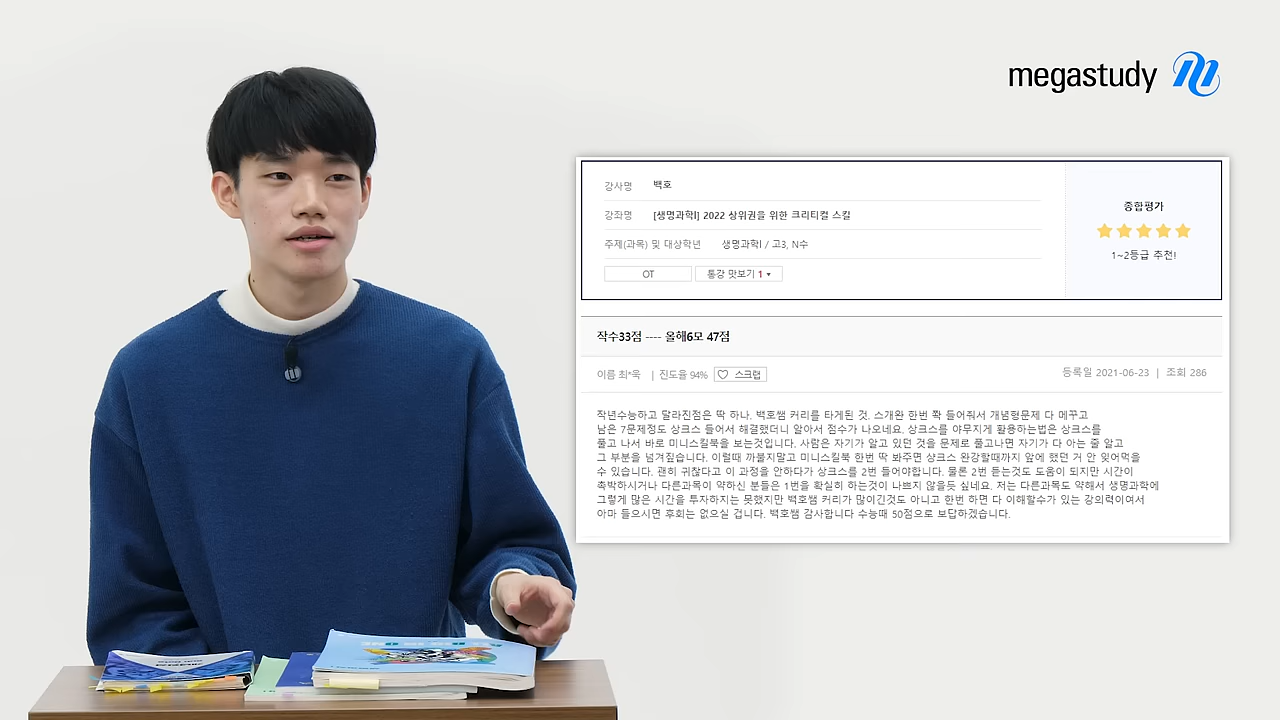 megastudy
강사명 백호
강좌명 [생명과학Ⅰ] 2022 상위권을 위한 크리티컬 스킬
주제(과목) 및 대상학년 생명과학Ⅰ / 고3, N수
OT 통강 맛보기 1 ▾
종합평가
1~2등급 추천!
작수33점 ---- 올해6모 47점
이름 최*욱 | 진도율 94% 스크랩 등록일 2021-06-23 | 조회 286
작년수능하고 달라진점은 딱 하나. 백호쌤 커리를 타게된 것. 스개완 한번 쫙 들어줘서 개념형문제 다 메꾸고
남은 7문제정도 상크스 들어서 해결했더니 알아서 점수가 나오네요. 상크스를 야무지게 활용하는법은 상크스를
풀고 나서 바로 미니스킬북을 보는것입니다. 사람은 자기가 알고 있던 것을 문제로 풀고나면 자기가 다 아는 줄 알고
그 부분을 넘겨짚습니다. 이럴때 까불지말고 미니스킬북 한번 딱 봐주면 상크스 완강할때까지 앞에 했던 거 안 잊어먹을
수 있습니다. 괜히 귀찮다고 이 과정을 안하다가 상크스를 2번 들어야합니다. 물론 2번 듣는것도 도움이 되지만 시간이
촉박하시거나 다른과목이 약하신 분들은 1번을 확실히 하는것이 나쁘지 않을듯 싶네요. 저는 다른과목도 약해서 생명과학에
그렇게 많은 시간을 투자하지는 못했지만 백호쌤 커리가 많이긴것도 아니고 한번 하면 다 이해할수가 있는 강의력이여서
아마 들으시면 후회는 없으실 겁니다. 백호쌤 감사합니다 수능때 50점으로 보답하겠습니다.